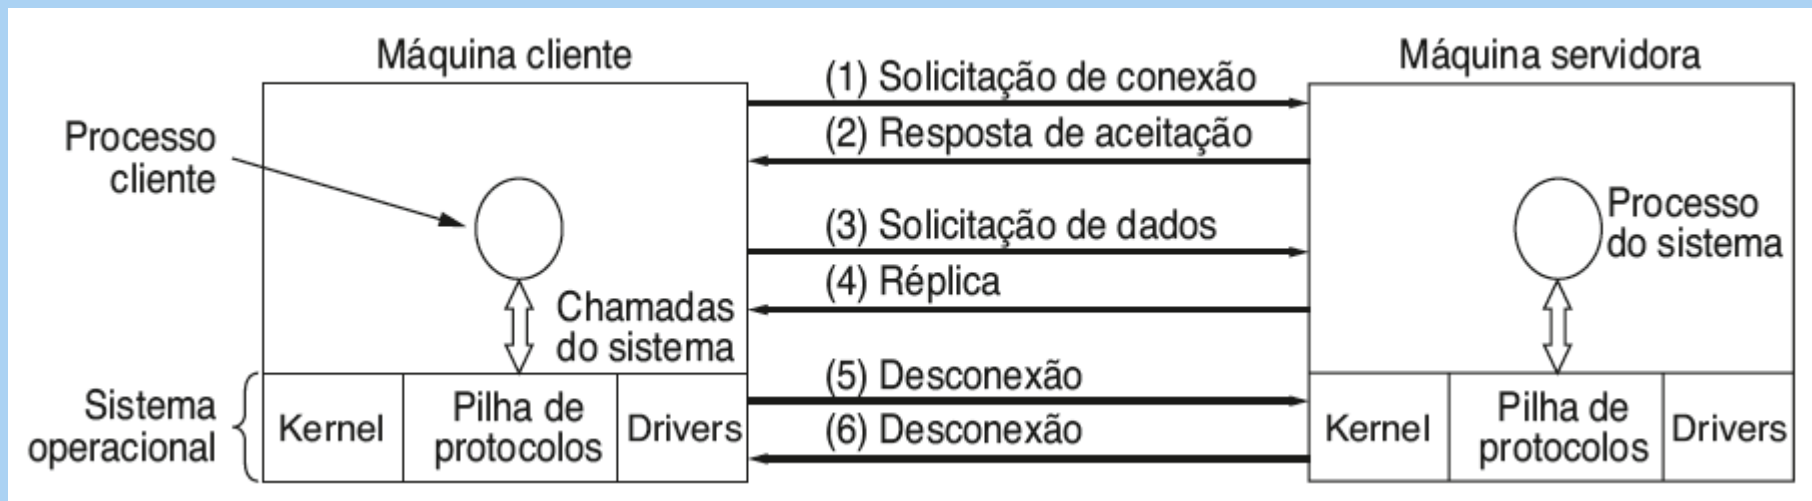 Máquina cliente
Máquina servidora
(1) Solicitação de conexão
(2) Resposta de aceitação
Processo
cliente
(3) Solicitação de dados
Processo
do sistema
(4) Réplica
Chamadas
do sistema
(5) Desconexão
(6) Desconexão
Sistema
operacional
Kernel
Pilha de
protocolos
Drivers
Kernel
Pilha de
protocolos
Drivers